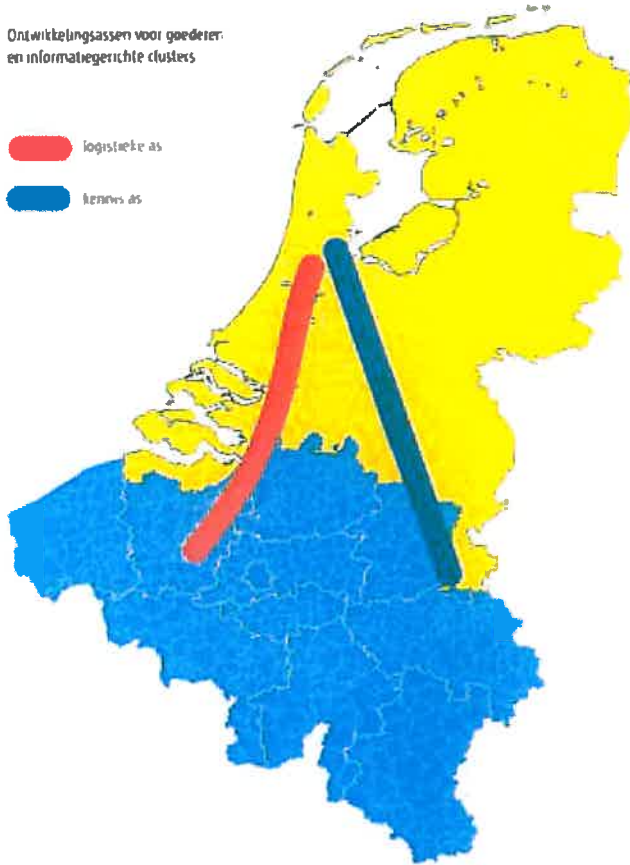 Ontwikkelingsassen voor goederen
en informatiegerichte clusters
logistieke as
kennis as